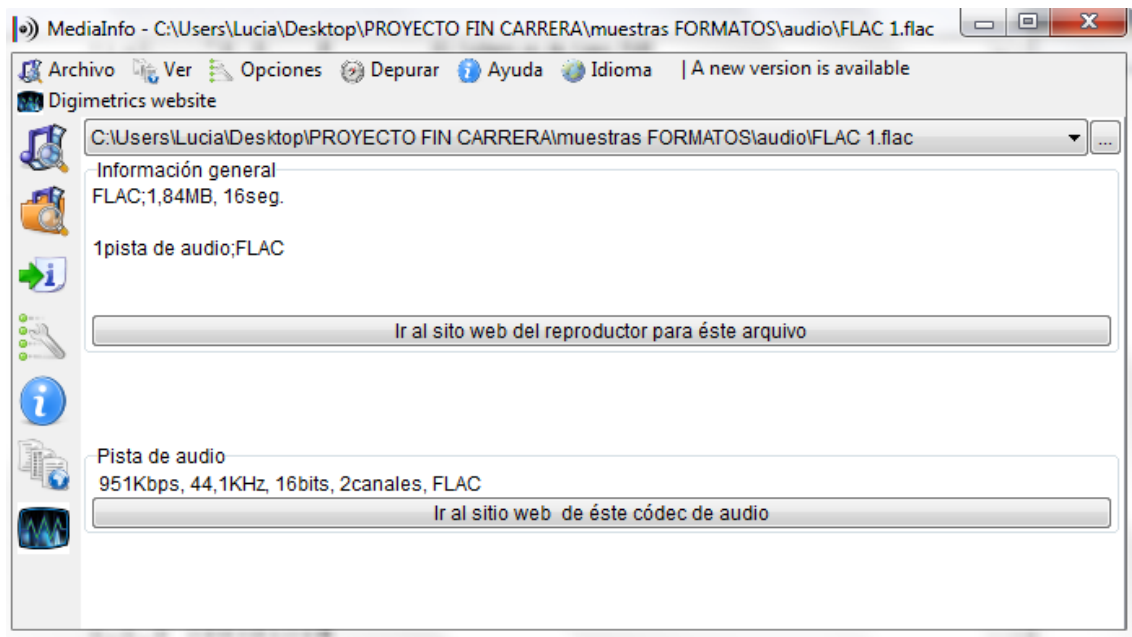 MediaInfo - C:\Users\Lucia\Desktop\PROYECTO FIN CARRERA\muestras FORMATOS\audio\FLAC 1.flac
Archivo Ver Opciones Depurar Ayuda Idioma | A new version is available
Digimetrics website
C:\Users\Lucia\Desktop\PROYECTO FIN CARRERA\muestras FORMATOS\audio\FLAC 1.flac ...
Información general
FLAC;1,84MB, 16seg.
1pista de audio;FLAC
Ir al sito web del reproductor para éste arquivo
Pista de audio
951Kbps, 44,1KHz, 16bits, 2canales, FLAC
Ir al sitio web de éste códec de audio